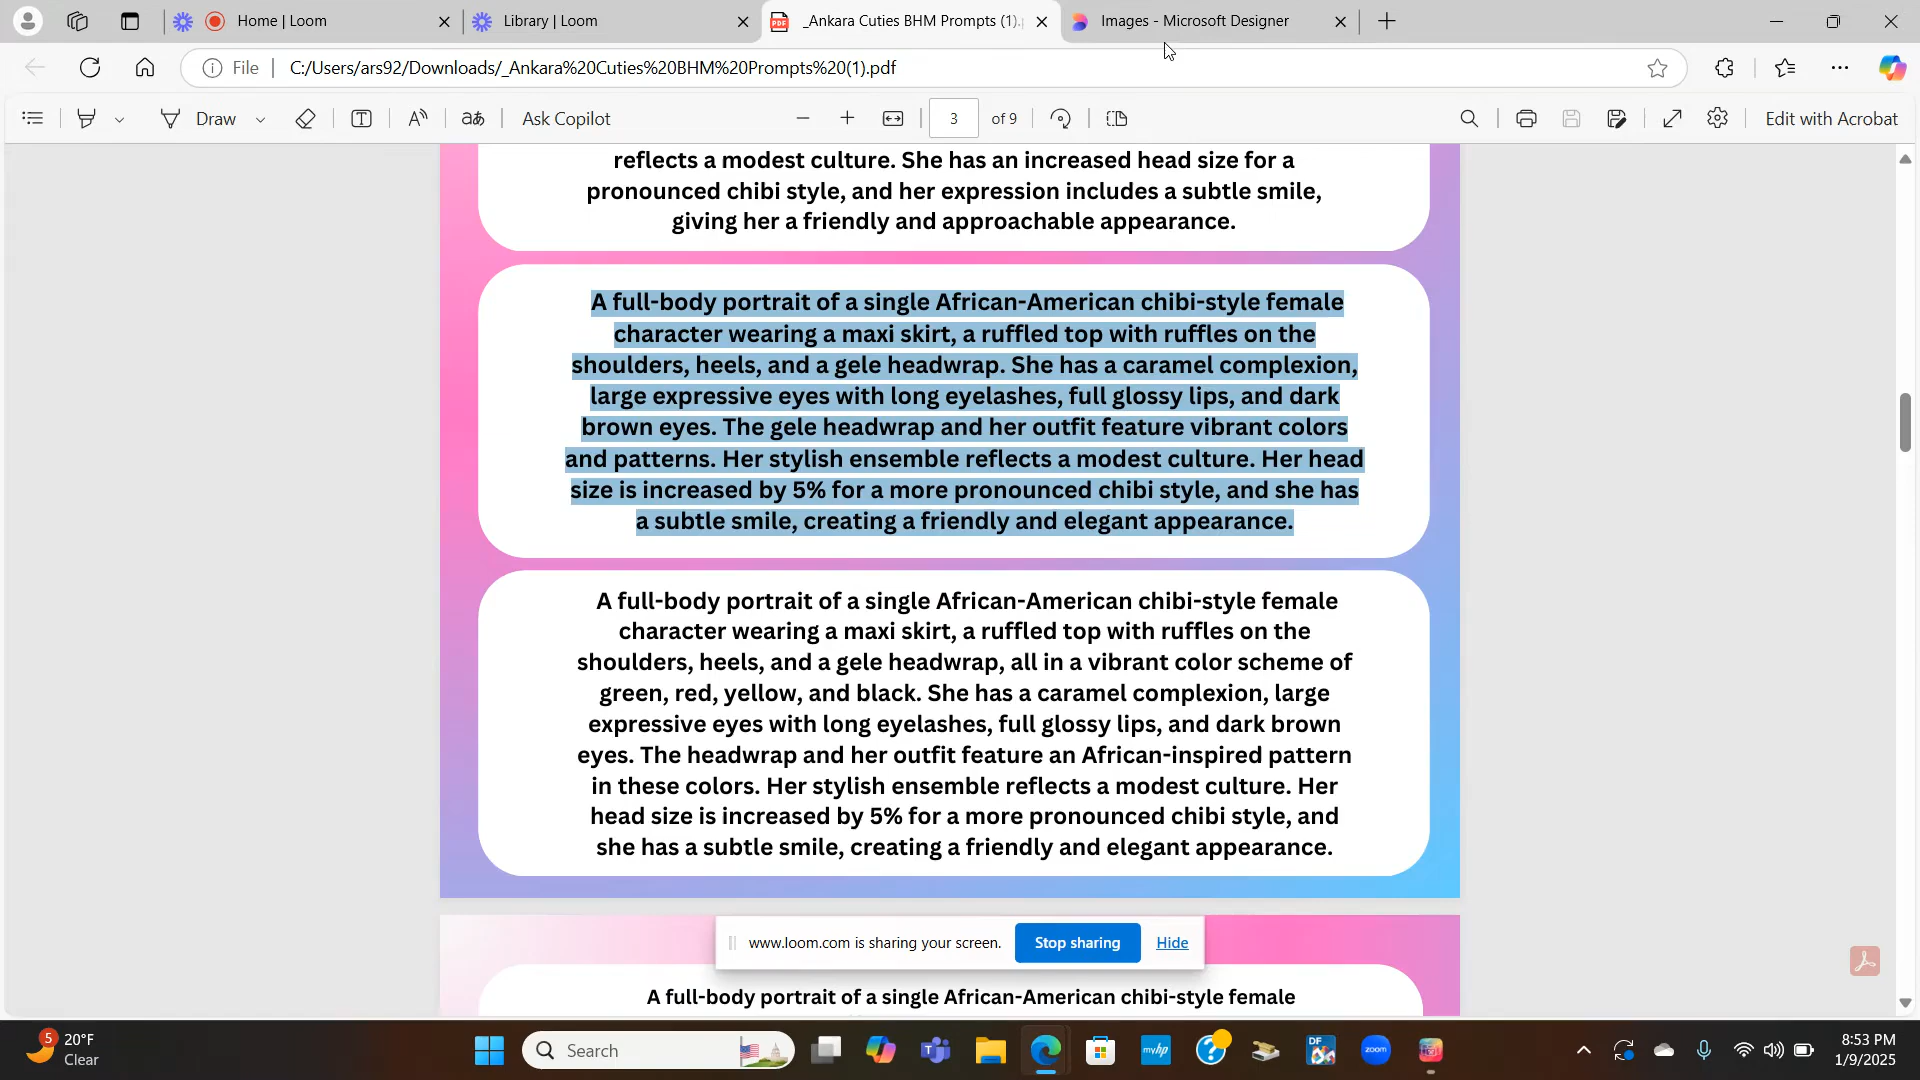 Home | Loom
Library | Loom
_Ankara Cuties BHM Prompts (1).
Images - Microsoft Designer
File
C:/Users/ars92/Downloads/_Ankara%20Cuties%20BHM%20Prompts%20(1).pdf
Draw
Ask Copilot
3
of 9
Edit with Acrobat
reflects a modest culture. She has an increased head size for a
pronounced chibi style, and her expression includes a subtle smile,
giving her a friendly and approachable appearance.
A full-body portrait of a single African-American chibi-style female
character wearing a maxi skirt, a ruffled top with ruffles on the
shoulders, heels, and a gele headwrap. She has a caramel complexion,
large expressive eyes with long eyelashes, full glossy lips, and dark
brown eyes. The gele headwrap and her outfit feature vibrant colors
and patterns. Her stylish ensemble reflects a modest culture. Her head
size is increased by 5% for a more pronounced chibi style, and she has
a subtle smile, creating a friendly and elegant appearance.
A full-body portrait of a single African-American chibi-style female
character wearing a maxi skirt, a ruffled top with ruffles on the
shoulders, heels, and a gele headwrap, all in a vibrant color scheme of
green, red, yellow, and black. She has a caramel complexion, large
expressive eyes with long eyelashes, full glossy lips, and dark brown
eyes. The headwrap and her outfit feature an African-inspired pattern
in these colors. Her stylish ensemble reflects a modest culture. Her
head size is increased by 5% for a more pronounced chibi style, and
she has a subtle smile, creating a friendly and elegant appearance.
www.loom.com is sharing your screen.
Stop sharing
Hide
A full-body portrait of a single African-American chibi-style female
5
20°F
Clear
Search
myhp
DF
zoom
8:53 PM
1/9/2025